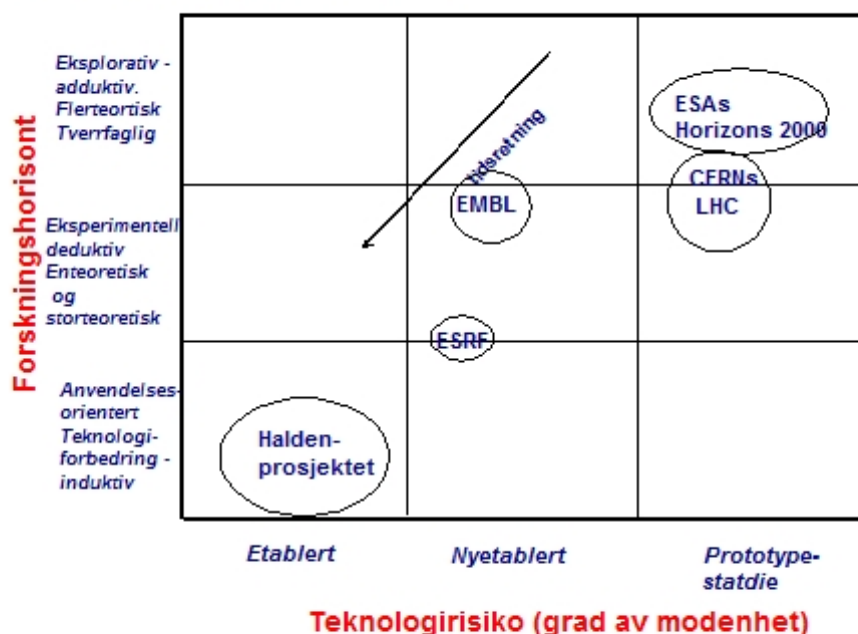 Forskningshorisont
Eksplorativ -
adduktiv.
Flerteortisk
Tverrfaglig
Eksperimentell
deduktiv
Enteoretisk
og
storteoretisk
Anvendelses-
orientert
Teknologi-
forbedring -
induktiv
tidsretning
ESAs
Horizons 2000
CERNs
LHC
EMBL
ESRF
Halden-
prosjektet
Etablert
Nyetablert
Prototype-
statdie
Teknologirisiko (grad av modenhet)